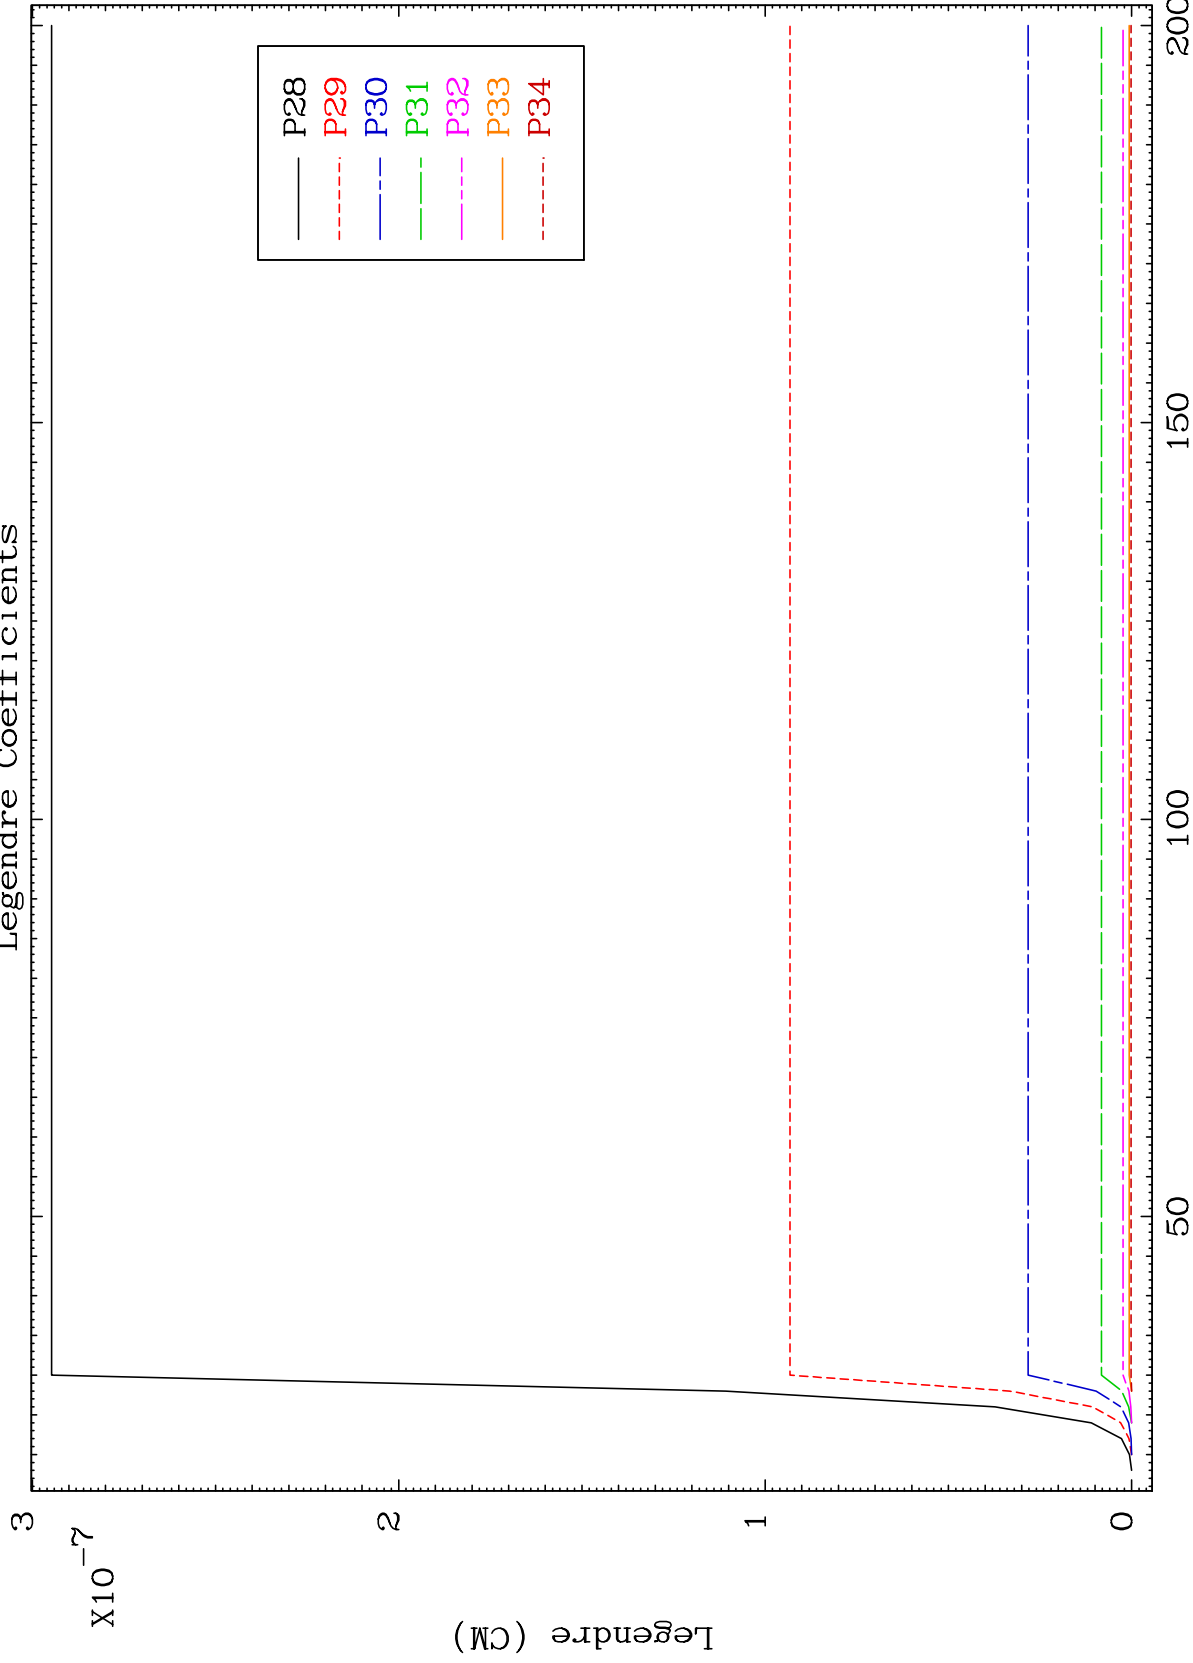 Legendre Coefficients
P28
P29
P30
P31
P32
P33
P34
3
2
1
0
X10-7
Legendre (CM)
50
100
150
200